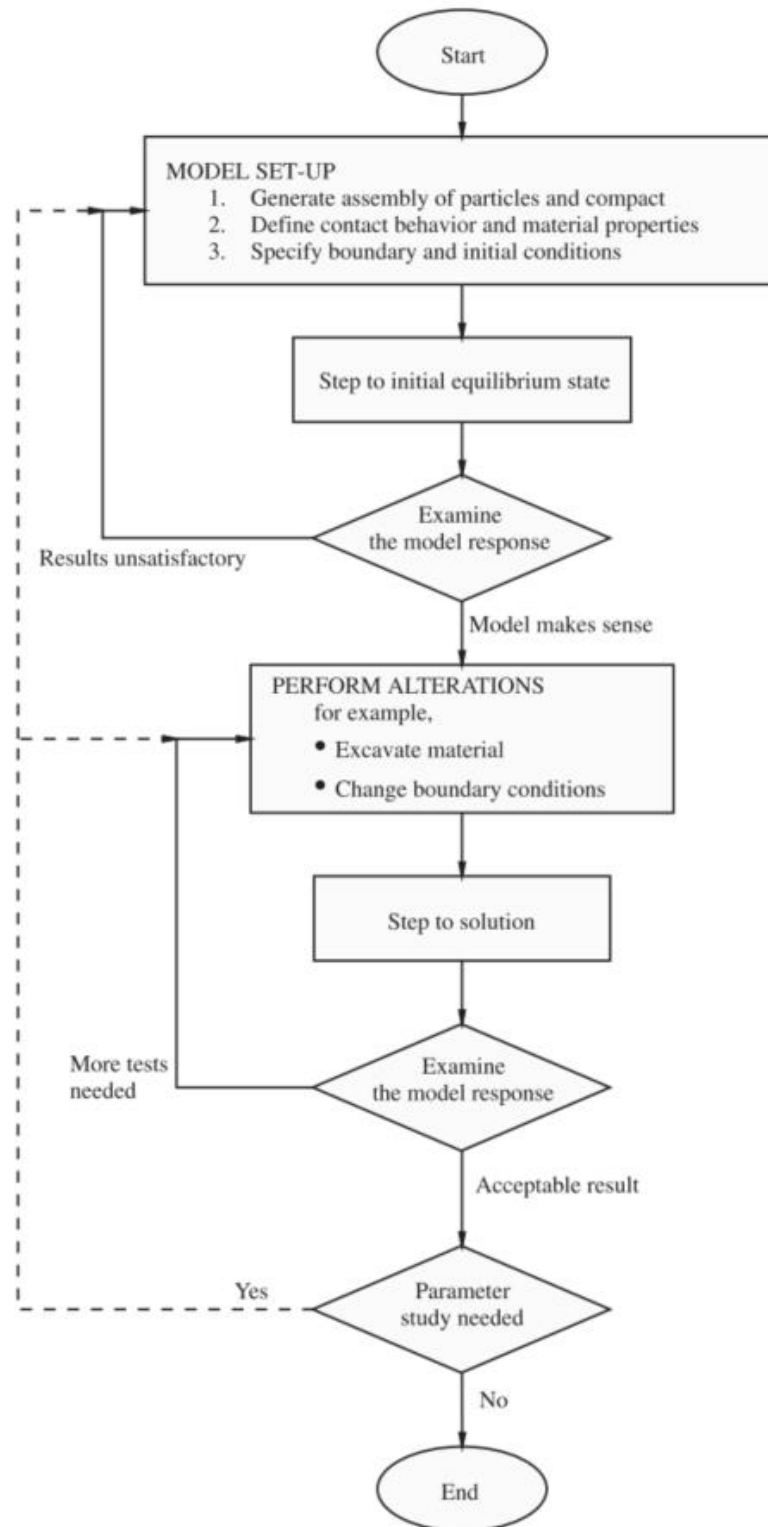 Start
MODEL SET-UP
1. Generate assembly of particles and compact
2. Define contact behavior and material properties
3. Specify boundary and initial conditions
Step to initial equilibrium state
Examine
the model response
Results unsatisfactory
Model makes sense
PERFORM ALTERATIONS
for example,
• Excavate material
• Change boundary conditions
Step to solution
More tests
needed
Examine
the model response
Acceptable result
Yes
Parameter
study needed
No
End